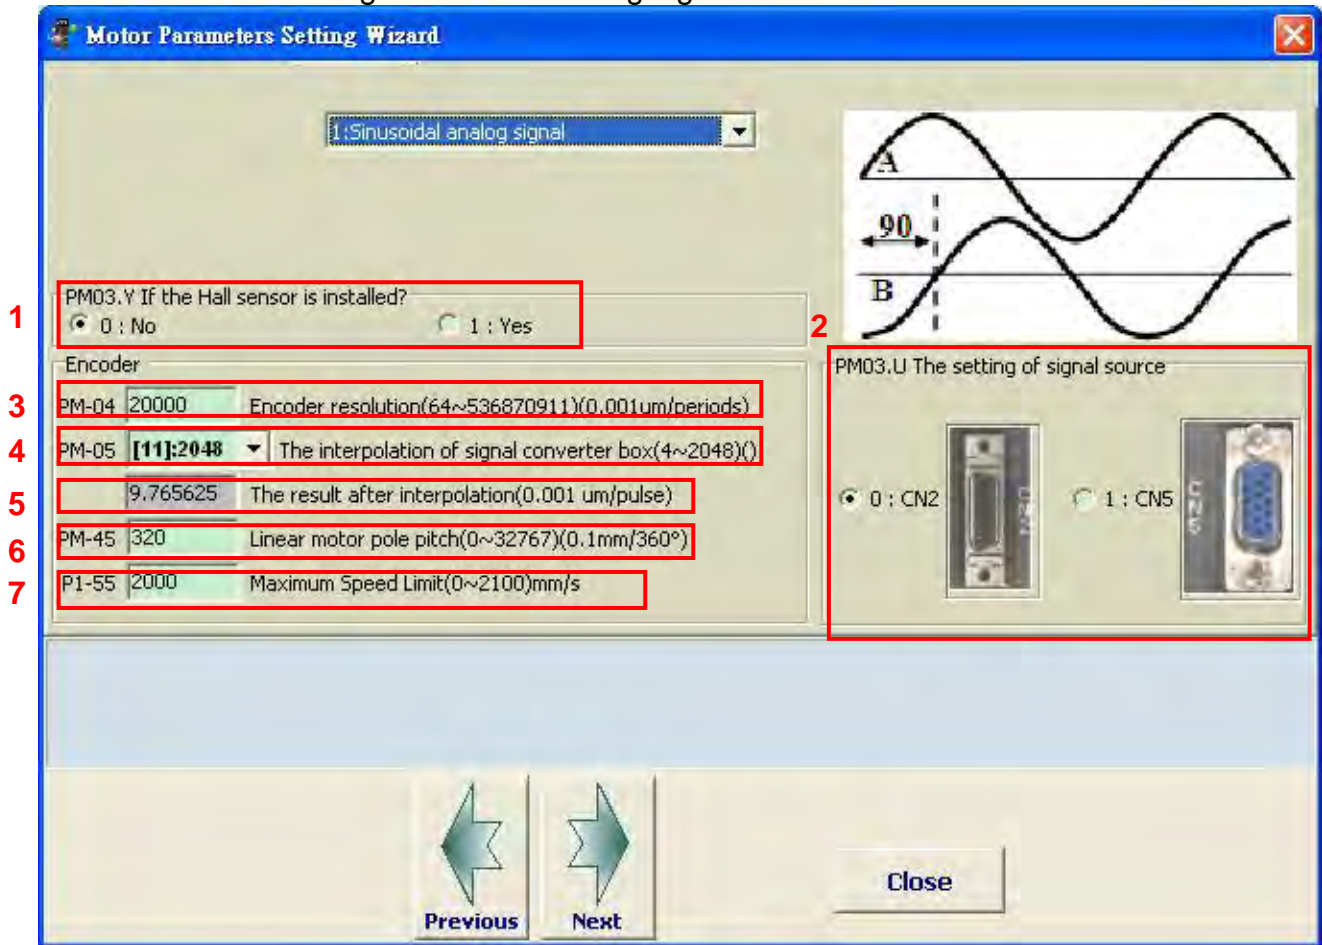 Motor Parameters Setting Wizard
1:Sinusoidal analog signal
A
90
B
1
PM03.Y If the Hall sensor is installed?
0 : No
1 : Yes
2
PM03.U The setting of signal source
0 : CN2
CN2
1 : CN5
CN5
Encoder
3
PM-04 20000 Encoder resolution(64~536870911)(0.001um/periods)
4
PM-05 [11]:2048 The interpolation of signal converter box(4~2048)()
5
9.765625 The result after interpolation(0.001 um/pulse)
6
PM-45 320 Linear motor pole pitch(0~32767)(0.1mm/360°)
7
P1-55 2000 Maximum Speed Limit(0~2100)mm/s
Previous
Next
Close